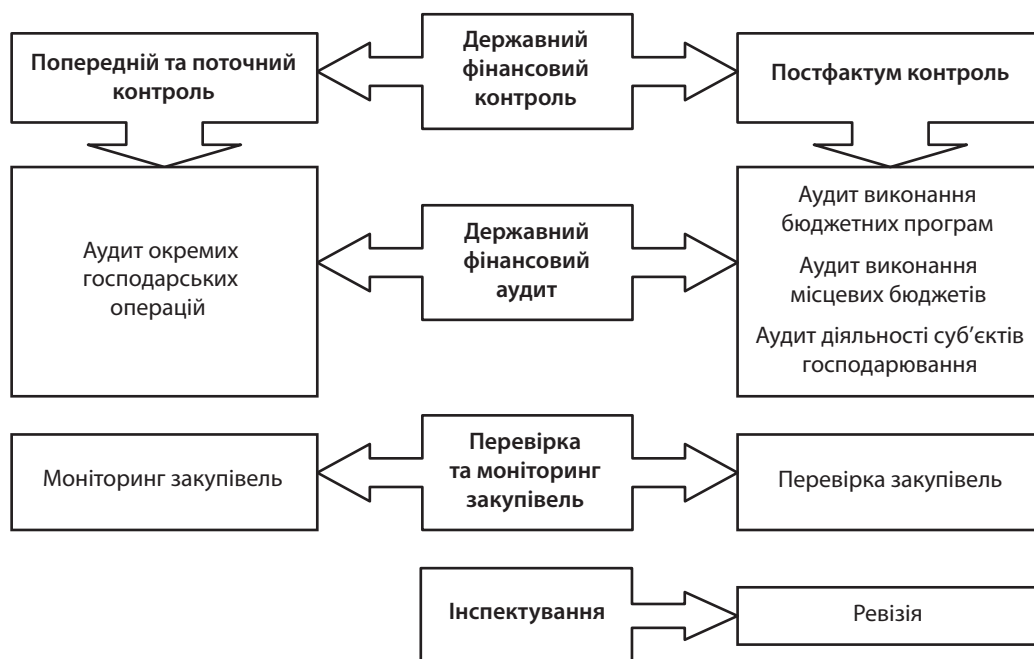 Попередній та поточний
контроль
Державний
фінансовий
контроль
Постфактум контроль
Аудит окремих
господарських
операцій
Державний
фінансовий
аудит
Аудит виконання
бюджетних програм
Аудит виконання
місцевих бюджетів
Аудит діяльності суб’єктів
господарювання
Моніторинг закупівель
Перевірка
та моніторинг
закупівель
Перевірка закупівель
Інспектування
Ревізія